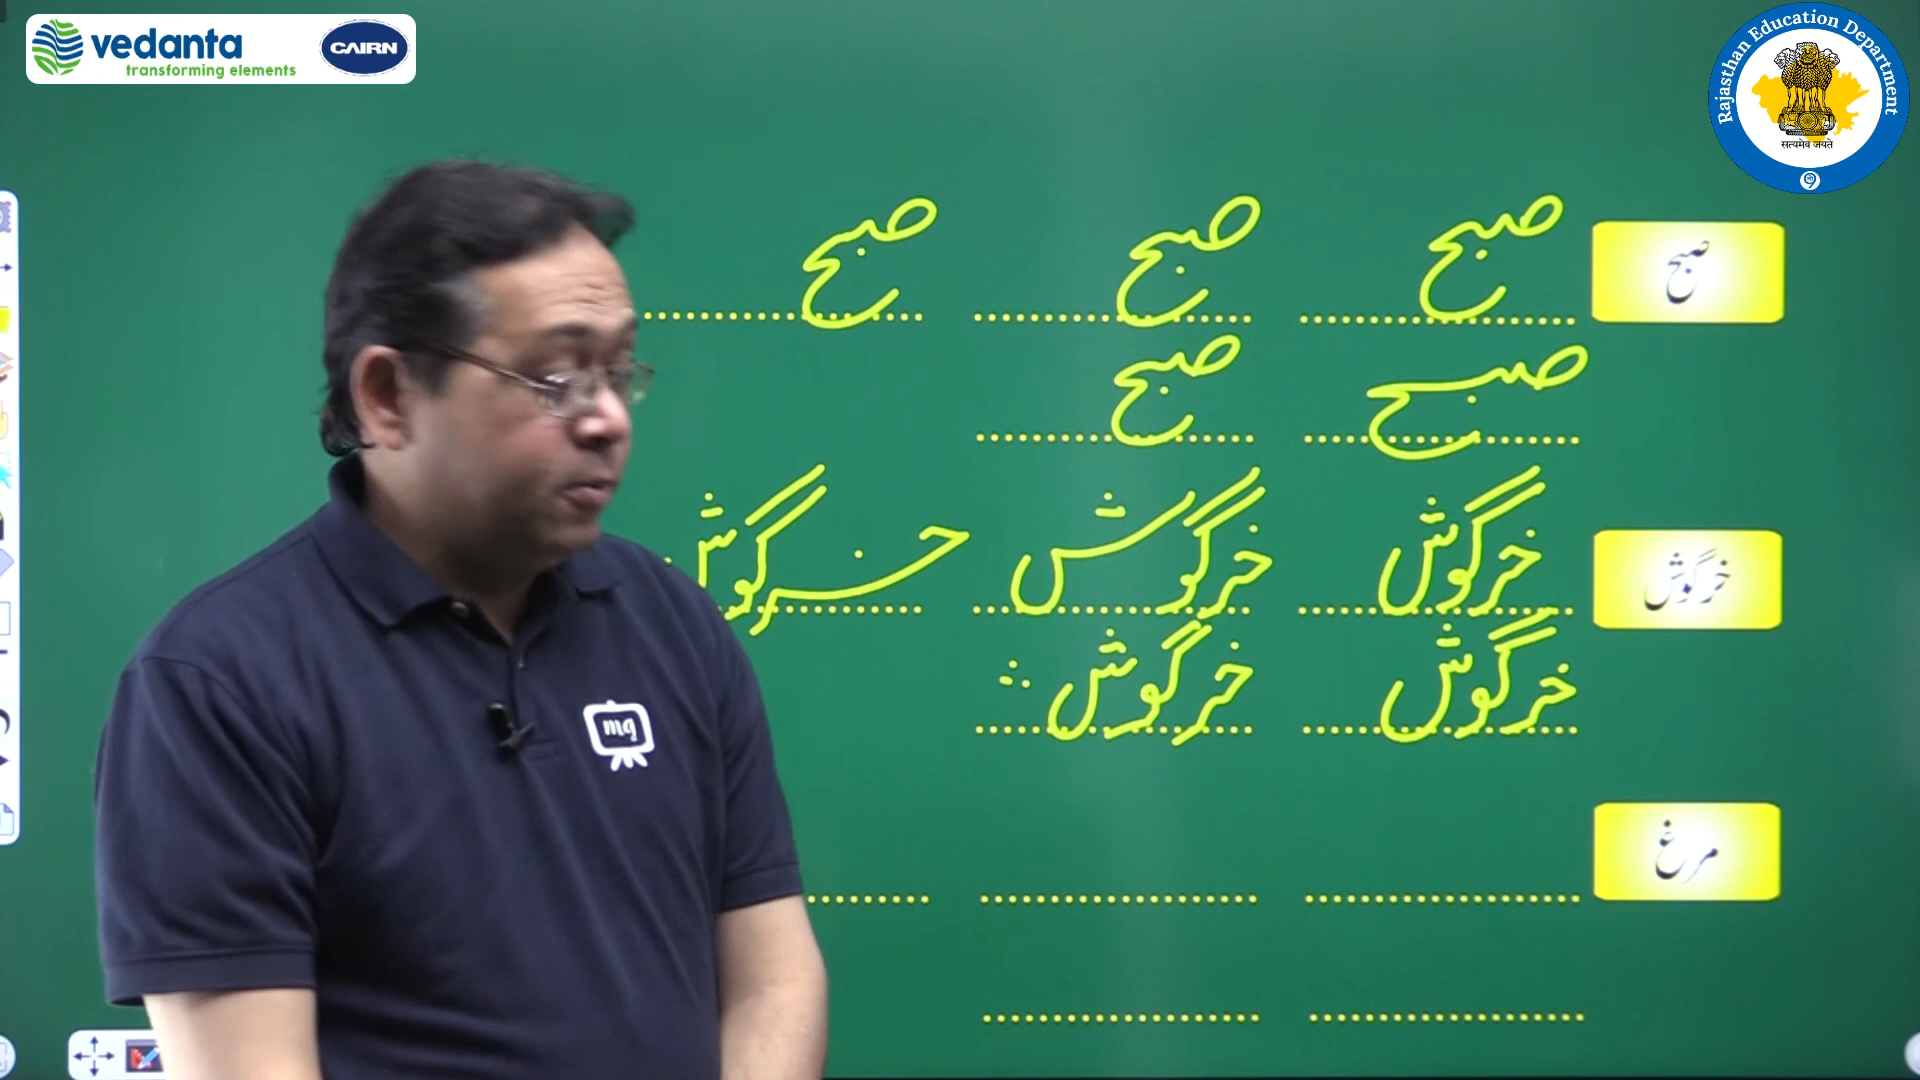 vedanta
transforming elements
CAIRN
Rajasthan Education Department
सत्यमेव जयते
صبح صبح صبح صبح
صبح صبح
خرگوش خرگوش خرگوش خرگوش
خرگوش خرگوش
مرغ
mg